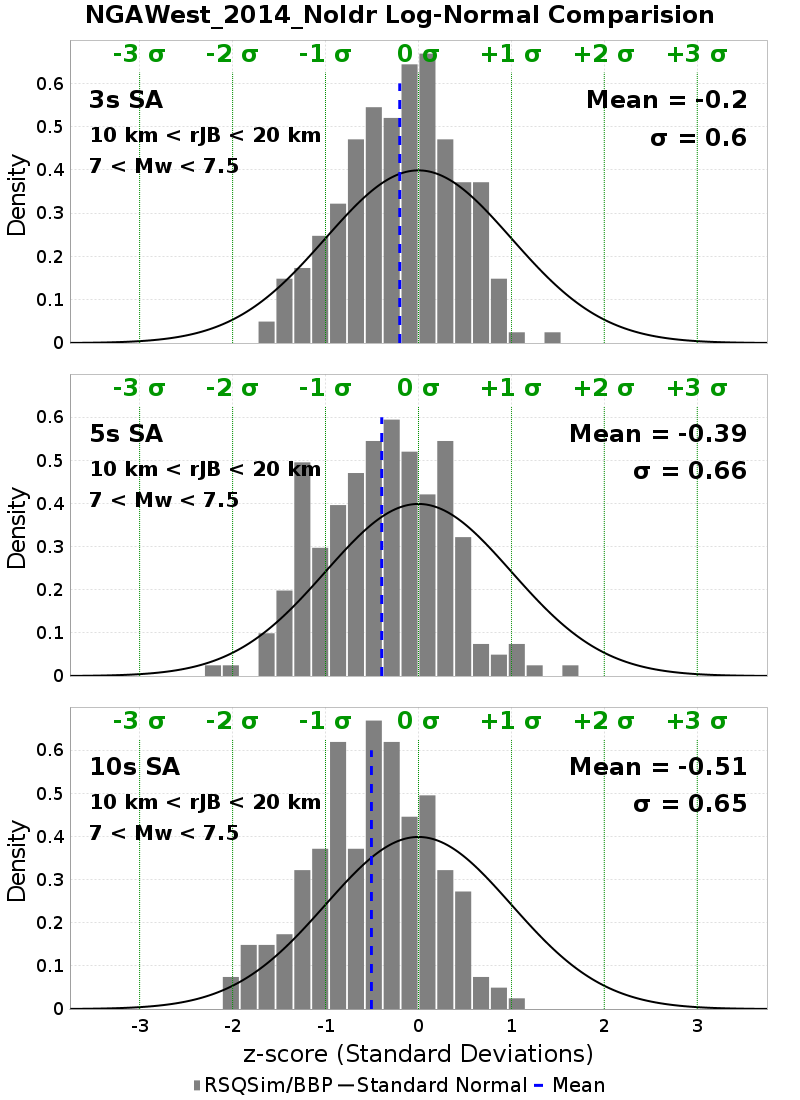 NGAWest_2014_NoIdr Log-Normal Comparision
-3 σ -2 σ -1 σ 0 σ +1 σ +2 σ +3 σ
3s SA Mean = -0.2
10 km < rJB < 20 km σ = 0.6
7 < Mw < 7.5
0.6
0.5
0.4
0.3
0.2
0.1
0
Density
-3 σ -2 σ -1 σ 0 σ +1 σ +2 σ +3 σ
5s SA Mean = -0.39
10 km < rJB < 20 km σ = 0.66
7 < Mw < 7.5
0.6
0.5
0.4
0.3
0.2
0.1
0
Density
-3 σ -2 σ -1 σ 0 σ +1 σ +2 σ +3 σ
10s SA Mean = -0.51
10 km < rJB < 20 km σ = 0.65
7 < Mw < 7.5
0.6
0.5
0.4
0.3
0.2
0.1
0
Density
-3 -2 -1 0 1 2 3
z-score (Standard Deviations)
RSQSim/BBP Standard Normal Mean